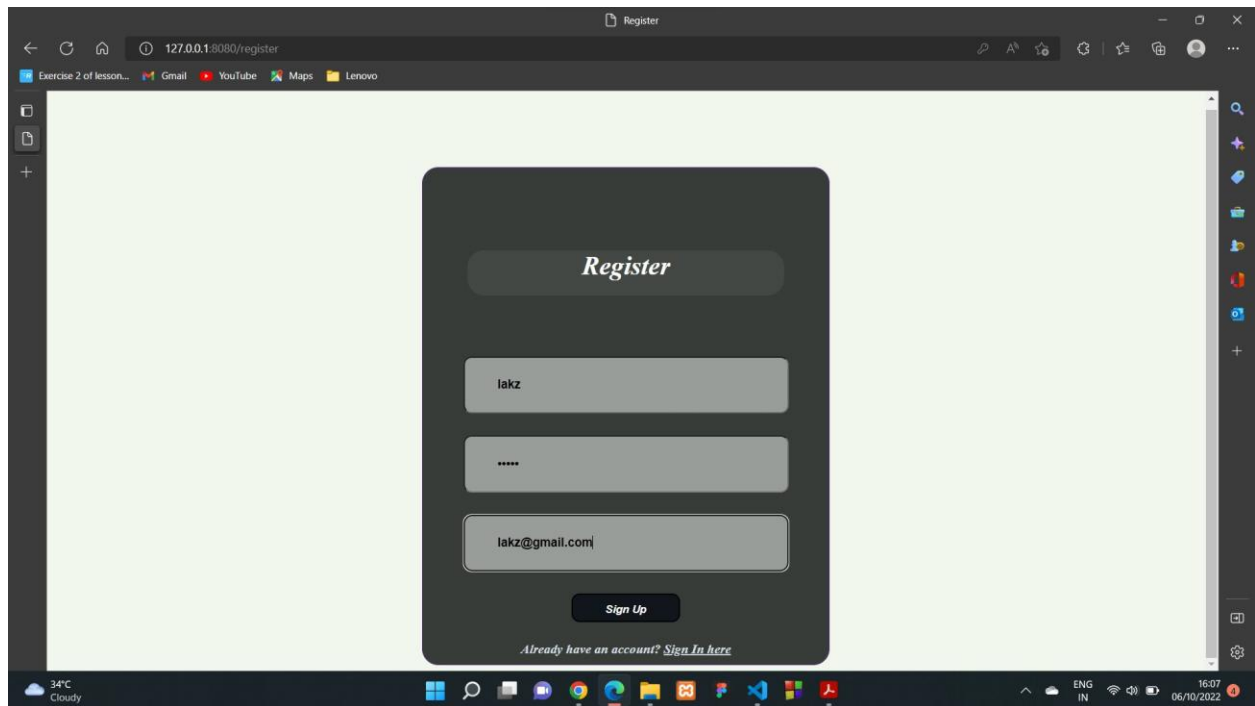 Register
127.0.0.1:8080/register
Exercise 2 of lesson... Gmail YouTube Maps Lenovo
Register
lakz
•••••
lakz@gmail.com
Sign Up
Already have an account? Sign In here
34°C
Cloudy
ENG
IN
16:07
06/10/2022
4